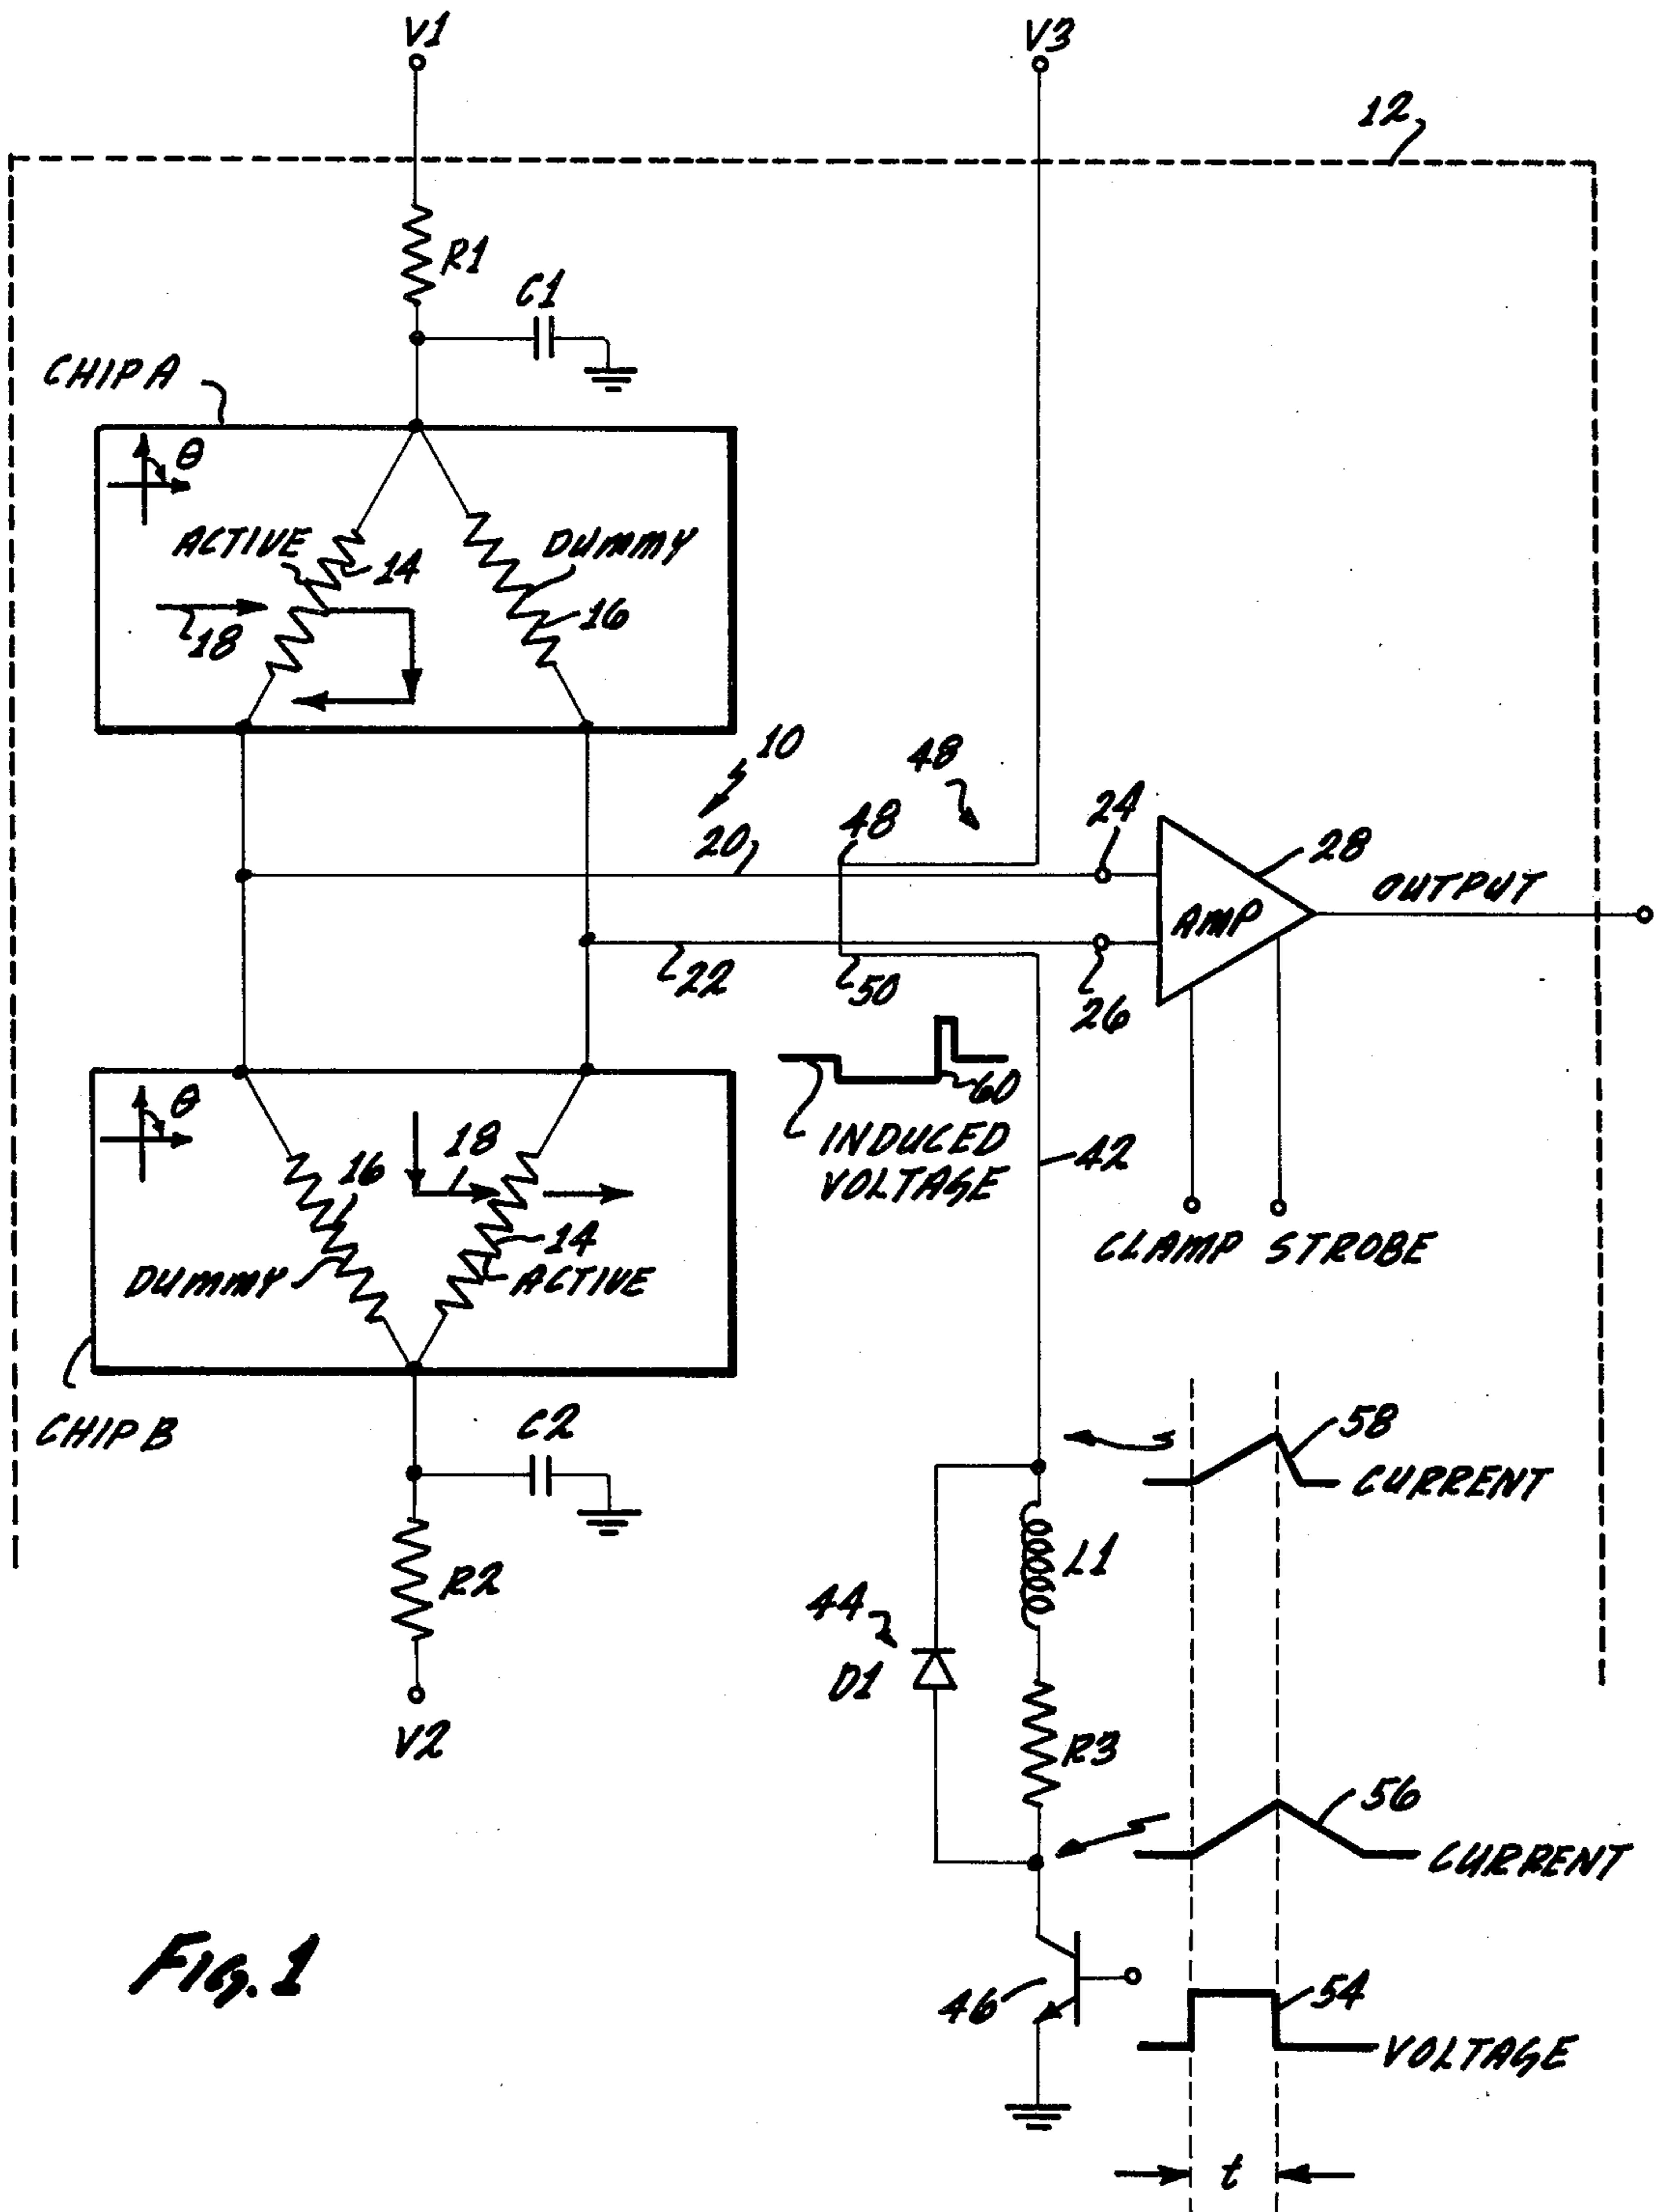 V1
V3
12
R1
C1
CHIP A
θ
ACTIVE
14
DUMMY
16
18
10
48
48
24
20
28
OUTPUT
AMP
22
50
26
60
INDUCED
VOLTAGE
42
CLAMP STROBE
θ
18
16
14
DUMMY
ACTIVE
CHIP B
C2
58
CURRENT
R2
L1
44
D1
R3
V2
56
CURRENT
46
54
VOLTAGE
t
Fig. 1